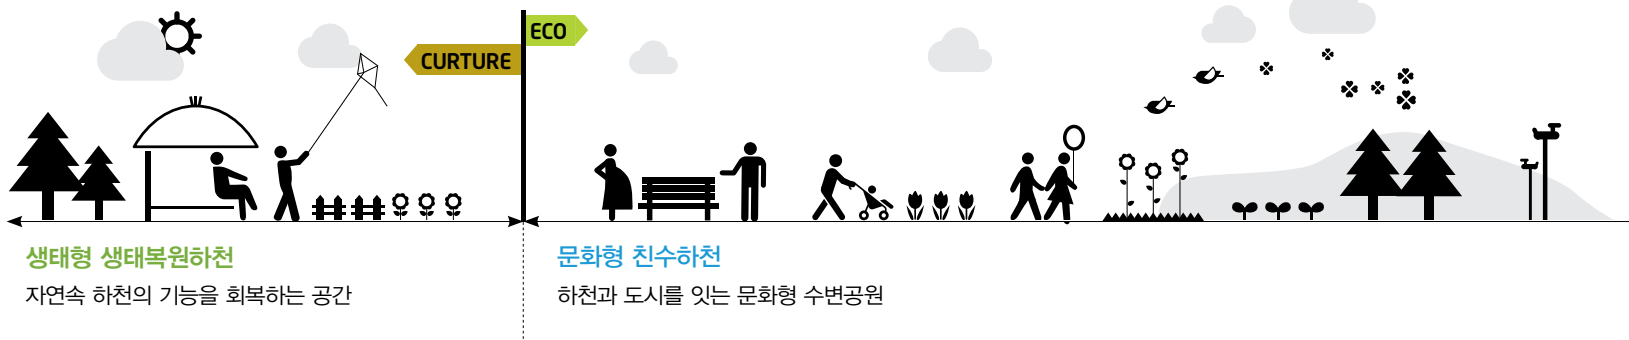 ECO
CURTURE
생태형 생태복원하천
자연속 하천의 기능을 회복하는 공간
문화형 친수하천
하천과 도시를 잇는 문화형 수변공원